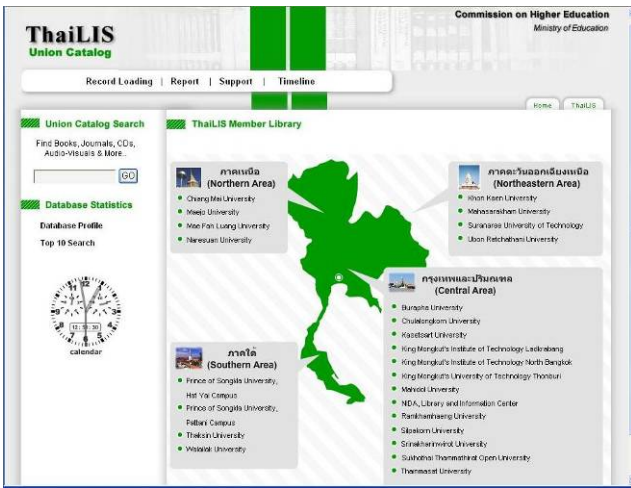 ThaiLIS
Union Catalog
Commission on Higher Education
Ministry of Education
Record Loading | Report | Support | Timeline
Home
ThaiLIS
Union Catalog Search
Find Books, Journals, CDs,
Audio-Visuals & More..
GO
Database Statistics
Database Profile
Top 10 Search
calendar
ThaiLIS Member Library
ภาคเหนือ
(Northern Area)
Chiang Mai University
Maejo University
Mae Fah Luang University
Naresuan University
ภาคตะวันออกเฉียงเหนือ
(Northeastern Area)
Khon Kaen University
Mahasarakham University
Suranaree University of Technology
Ubon Ratchathani University
กรุงเทพและปริมณฑล
(Central Area)
Burapha University
Chulalongkorn University
Kasetsart University
King Mongkut's Institute of Technology Ladkrabang
King Mongkut's Institute of Technology North Bangkok
King Mongkut's University of Technology Thonburi
Mahidol University
NIDA, Library and Information Center
Ramkhamhaeng University
Silpakorn University
Srinakharinwirot University
Sukhothai Thammathirat Open University
Thammasat University
ภาคใต้
(Southern Area)
Prince of Songkla University,
Hat Yai Campus
Prince of Songkla University,
Pattani Campus
Thaksin University
Walailak University